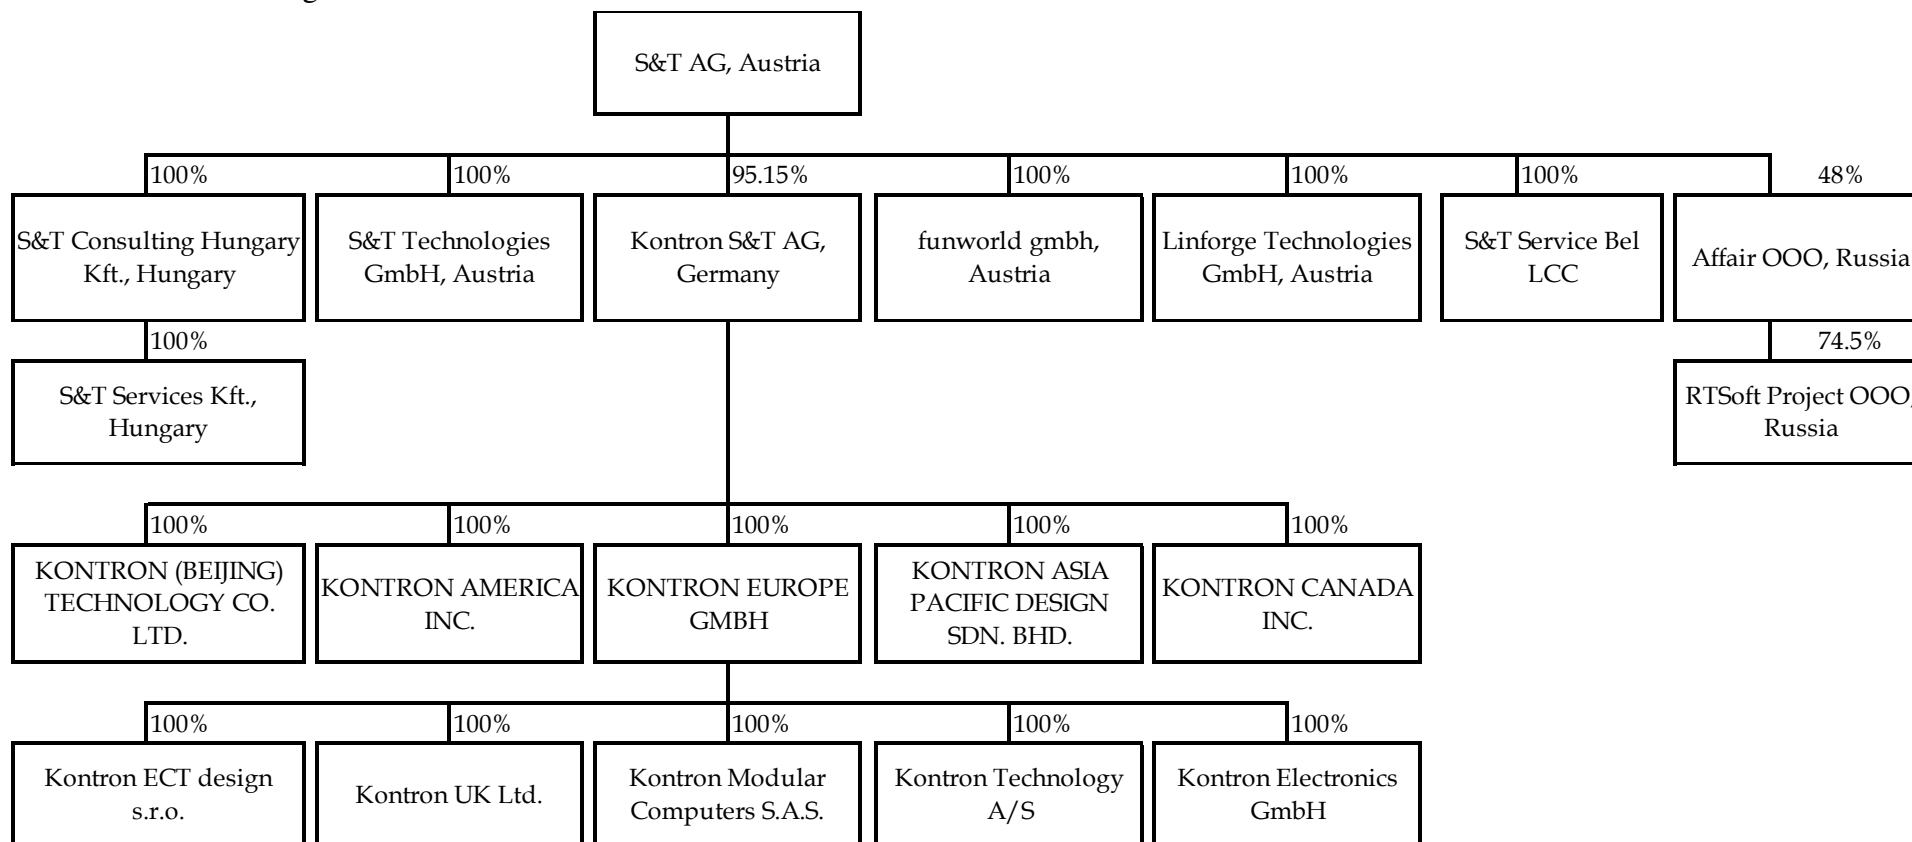 S&T AG, Austria
100%
100%
95.15%
100%
100%
100%
48%
S&T Consulting Hungary
Kft., Hungary
S&T Technologies
GmbH, Austria
Kontron S&T AG,
Germany
funworld gmbh,
Austria
Linforge Technologies
GmbH, Austria
S&T Service Bel
LCC
Affair OOO, Russia
100%
74.5%
S&T Services Kft.,
Hungary
RTSoft Project OOO,
Russia
100%
100%
100%
100%
100%
KONTRON (BEIJING)
TECHNOLOGY CO.
LTD.
KONTRON AMERICA
INC.
KONTRON EUROPE
GMBH
KONTRON ASIA
PACIFIC DESIGN
SDN. BHD.
KONTRON CANADA
INC.
100%
100%
100%
100%
100%
Kontron ECT design
s.r.o.
Kontron UK Ltd.
Kontron Modular
Computers S.A.S.
Kontron Technology
A/S
Kontron Electronics
GmbH